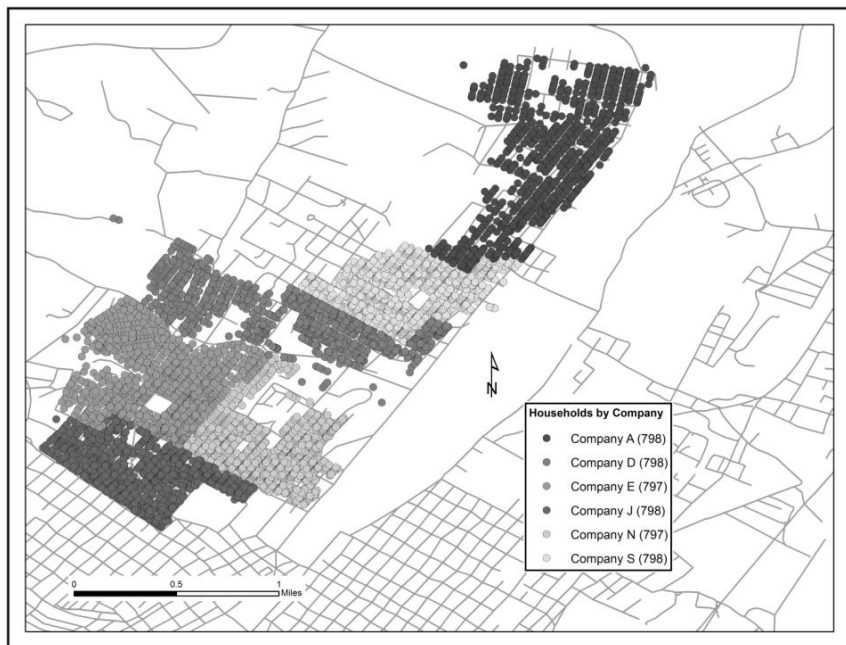 N
Households by Company
Company A (798)
Company D (798)
Company E (797)
Company J (798)
Company N (797)
Company S (798)
0 0.5 1
Miles